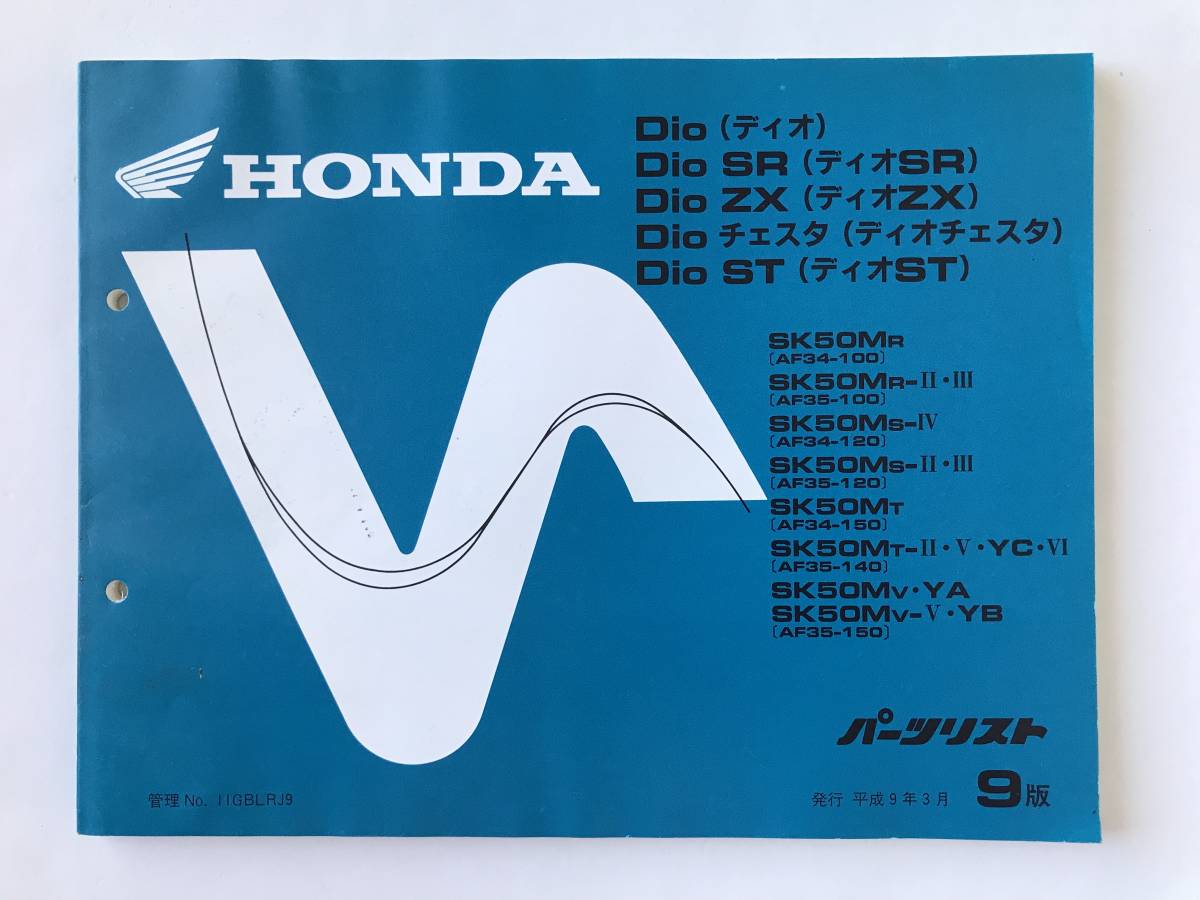 HONDA
Dio (ディオ)
Dio SR (ディオSR)
Dio ZX (ディオZX)
Dio チェスタ (ディオチェスタ)
Dio ST (ディオST)
SK50MR
〔AF34-100〕
SK50MR-II・III
〔AF35-100〕
SK50MS-IV
〔AF34-120〕
SK50MS-II・III
〔AF35-120〕
SK50MT
〔AF34-150〕
SK50MT-II・V・YC・VI
〔AF35-140〕
SK50MV・YA
SK50MV-V・YB
〔AF35-150〕
パーツリスト
管理 No. 11GBLRJ9
発行 平成9年3月 9版